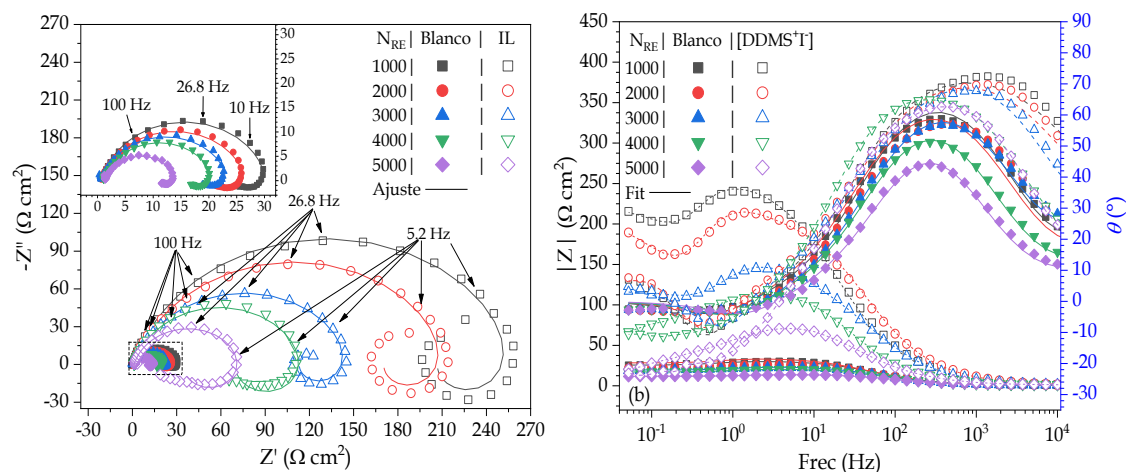 270
240
210
180
150
120
90
60
30
0
-30
-30 0 30 60 90 120 150 180 210 240 270
-Z'' (Ω cm²)
Z' (Ω cm²)
30
25
20
15
10
5
0
0 5 10 15 20 25 30
100 Hz
26.8 Hz
10 Hz
N_RE | Blanco | IL
1000 | |
2000 | |
3000 | |
4000 | |
5000 | |
Ajuste
100 Hz
26.8 Hz
5.2 Hz
450
400
350
300
250
200
150
100
50
0
|Z| (Ω cm²)
N_RE | Blanco | [DDMS⁺I⁻]
1000 | |
2000 | |
3000 | |
4000 | |
5000 | |
Fit
(b)
10⁻¹ 10⁰ 10¹ 10² 10³ 10⁴
Frec (Hz)
90
80
70
60
50
40
30
20
10
0
-10
-20
-30
θ (°)